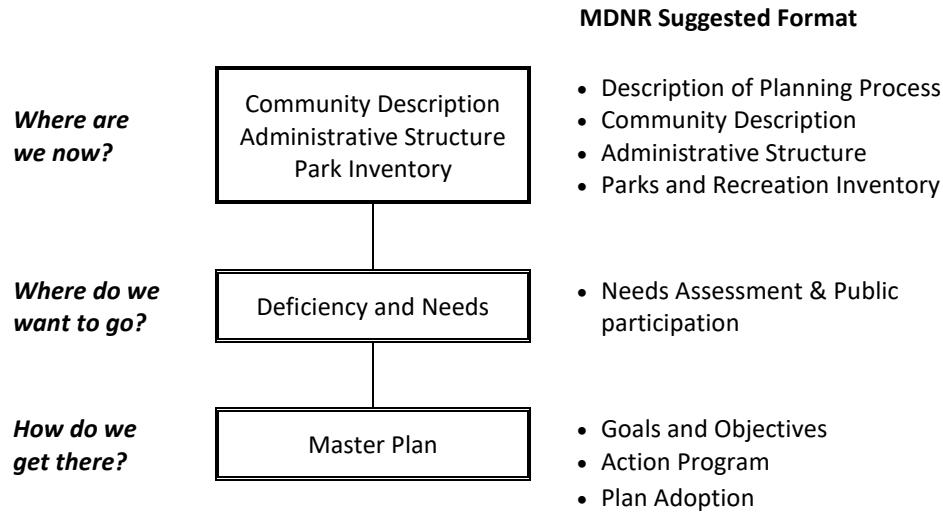 MDNR Suggested Format
Where are
we now?
Community Description
Administrative Structure
Park Inventory
• Description of Planning Process
• Community Description
• Administrative Structure
• Parks and Recreation Inventory
Where do we
want to go?
Deficiency and Needs
• Needs Assessment & Public
participation
How do we
get there?
Master Plan
• Goals and Objectives
• Action Program
• Plan Adoption